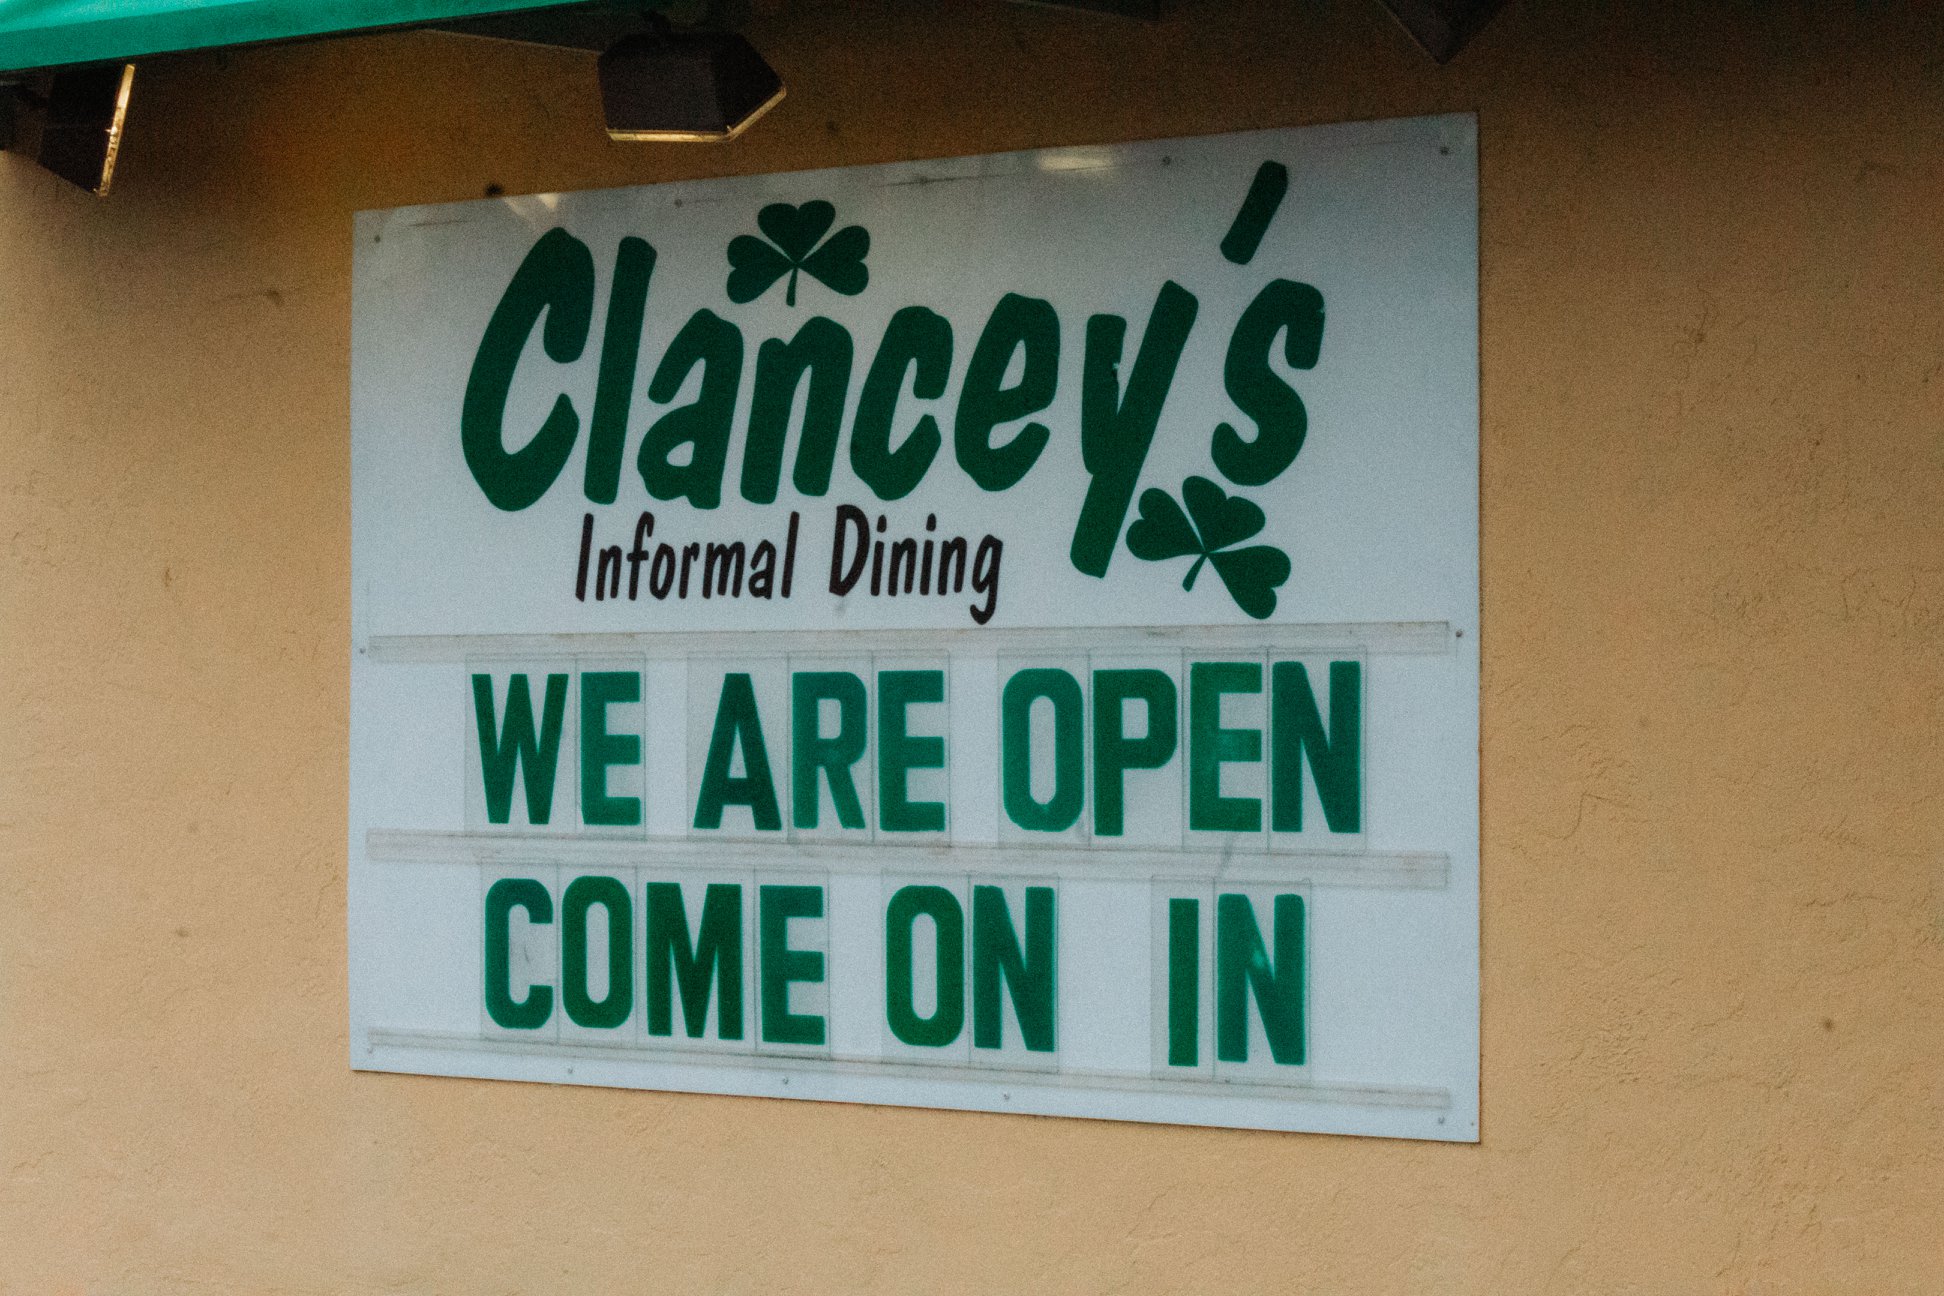 Clancey's
Informal Dining
WE ARE OPEN
COME ON IN